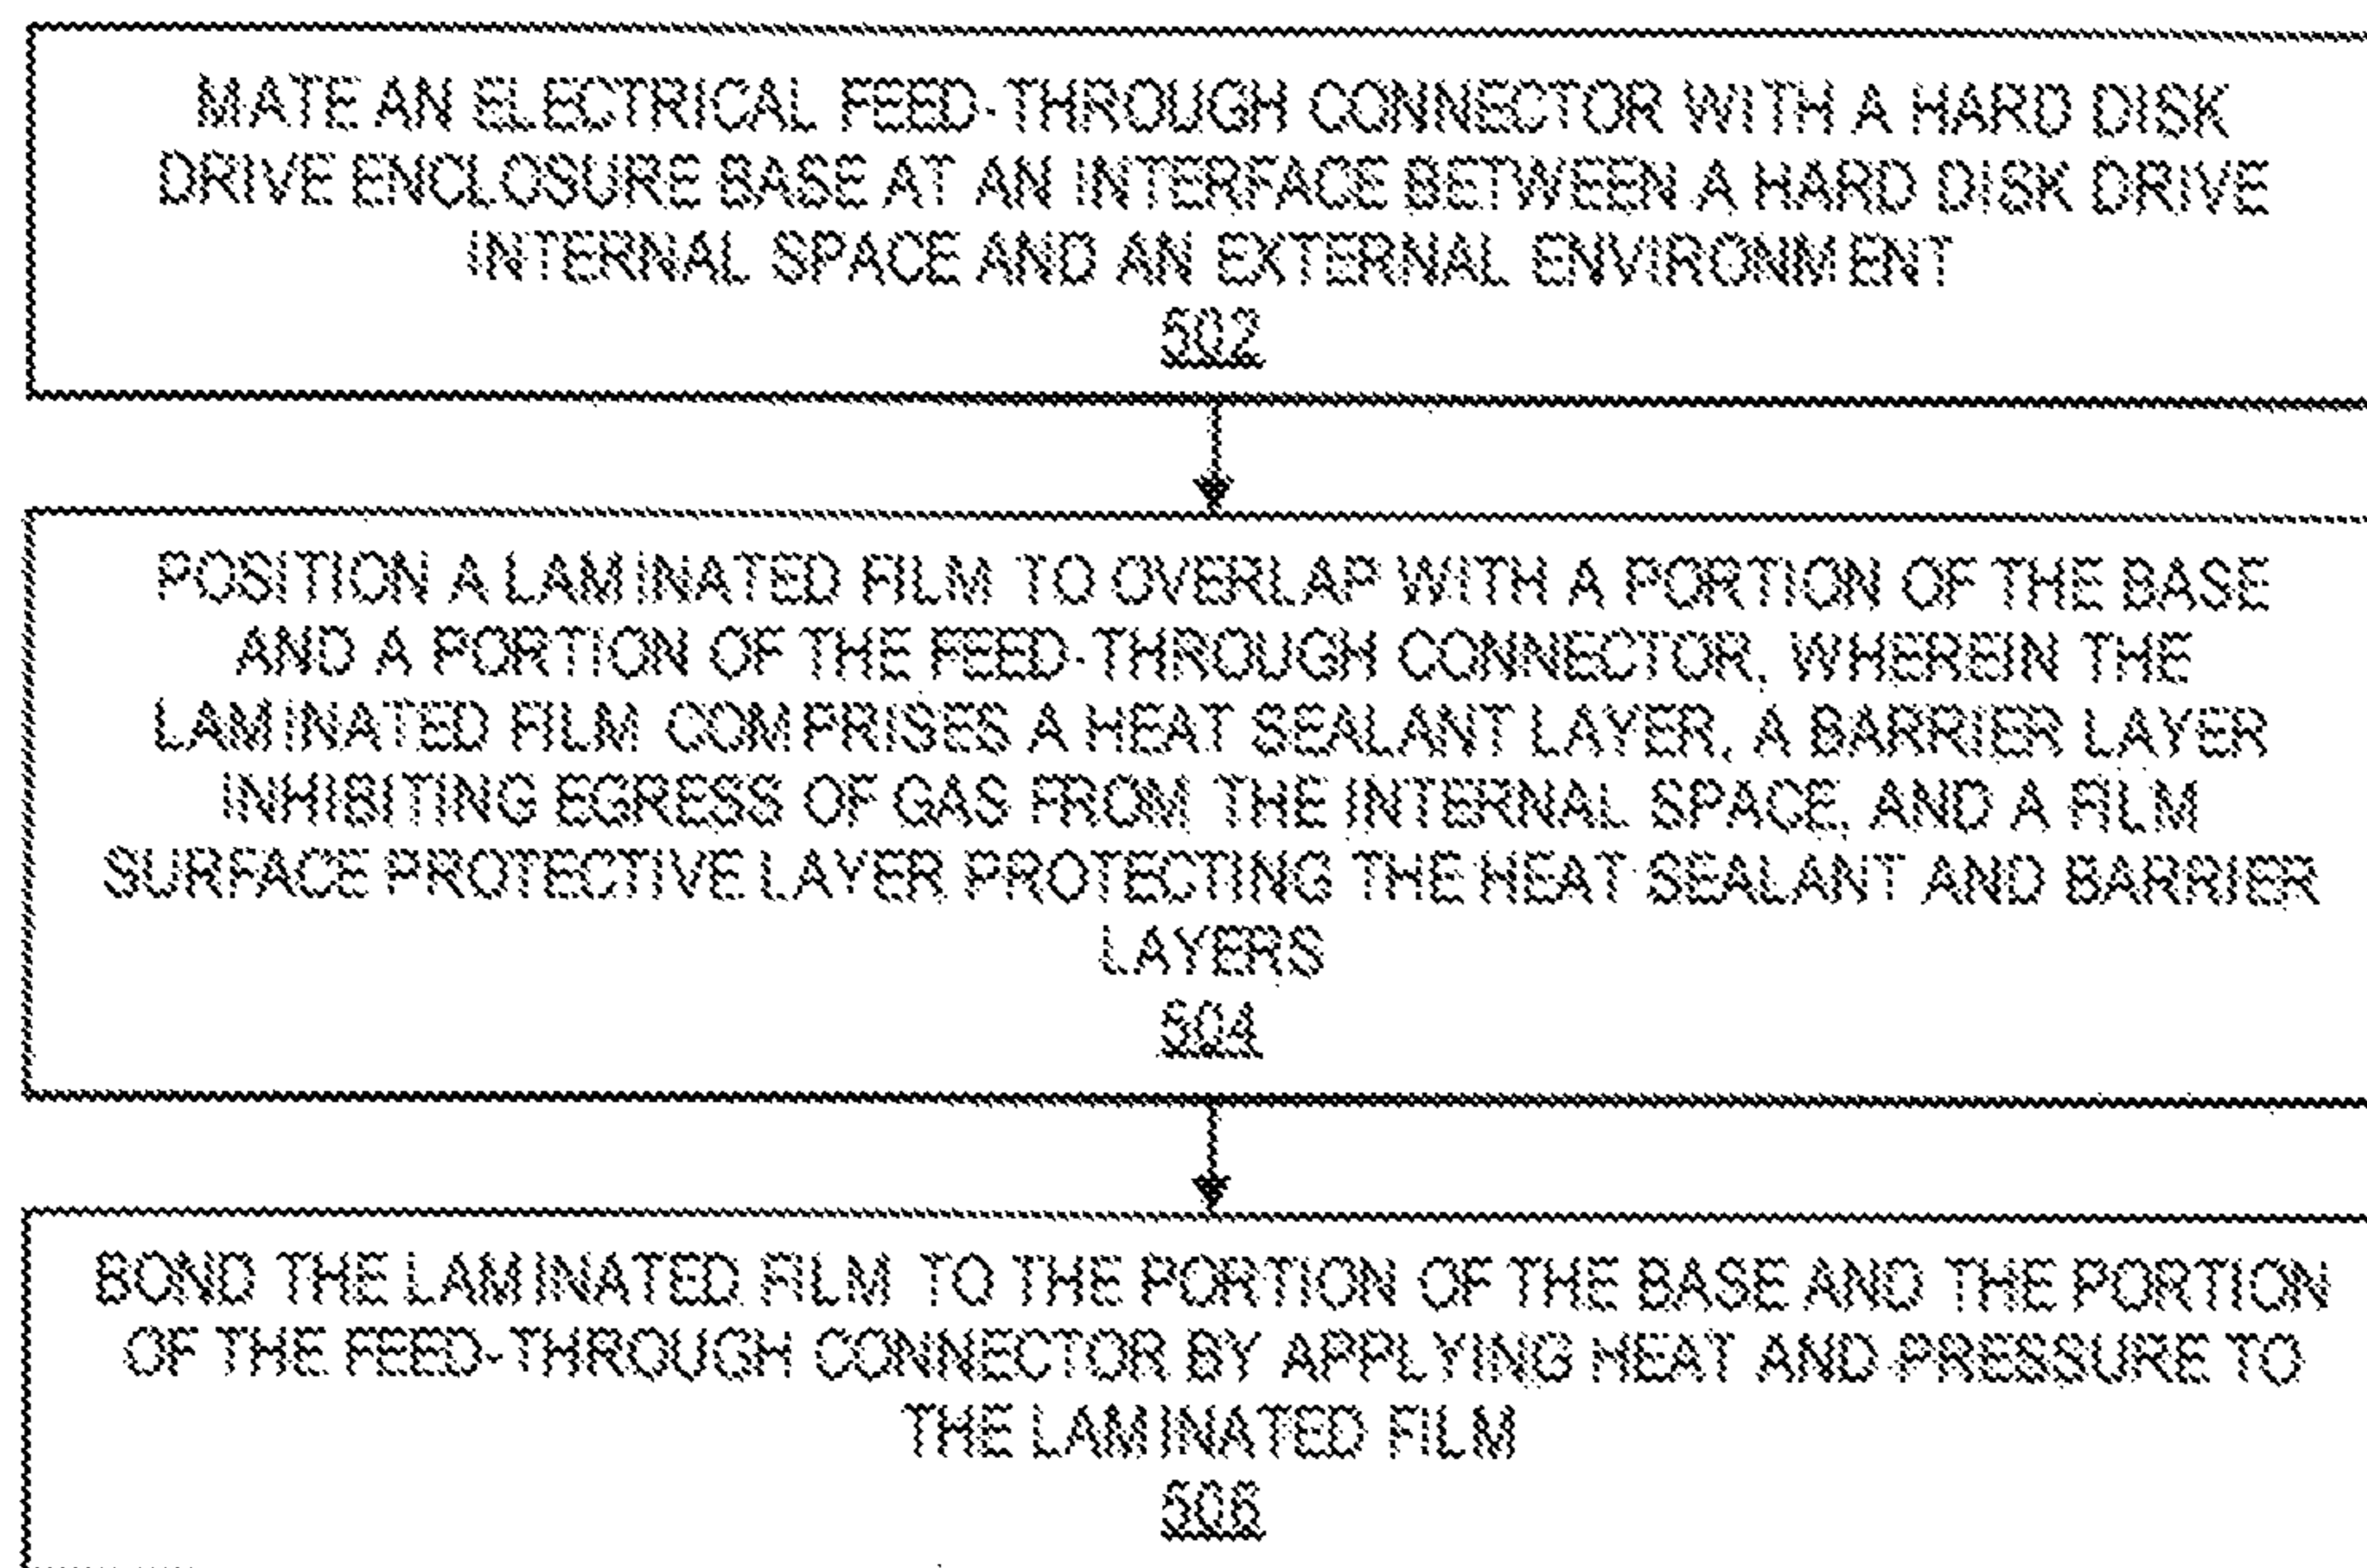 MATE AN ELECTRICAL FEED-THROUGH CONNECTOR WITH A HARD DISK
DRIVE ENCLOSURE BASE AT AN INTERFACE BETWEEN A HARD DISK DRIVE
INTERNAL SPACE AND AN EXTERNAL ENVIRONMENT
502
POSITION A LAMINATED FILM TO OVERLAP WITH A PORTION OF THE BASE
AND A PORTION OF THE FEED-THROUGH CONNECTOR, WHEREIN THE
LAMINATED FILM COMPRISES A HEAT SEALANT LAYER, A BARRIER LAYER
INHIBITING EGRESS OF GAS FROM THE INTERNAL SPACE, AND A FILM
SURFACE PROTECTIVE LAYER PROTECTING THE HEAT SEALANT AND BARRIER
LAYERS
504
BOND THE LAMINATED FILM TO THE PORTION OF THE BASE AND THE PORTION
OF THE FEED-THROUGH CONNECTOR BY APPLYING HEAT AND PRESSURE TO
THE LAMINATED FILM
506